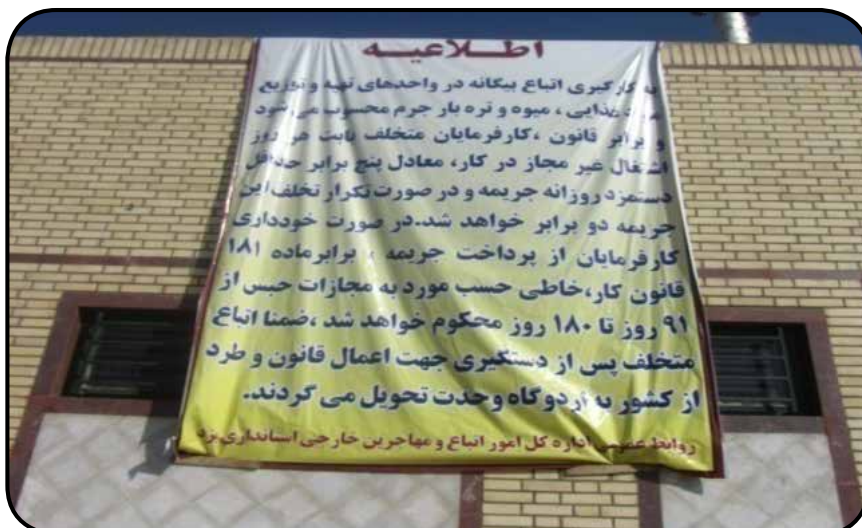 اطــلاعیـه
به کارگیری اتباع بیگانه در واحدهای تهیه و توزیع
مواد غذایی ، میوه و تره بار جرم محسوب می شود
و برابر قانون ،کارفرمایان متخلف بابت هر روز
اشتغال غیر مجاز در کار، معادل پنج برابر حداقل
دستمزد روزانه جریمه و در صورت تکرار تخلف این
جریمه دو برابر خواهد شد.در صورت خودداری
کارفرمایان از پرداخت جریمه ، برابرماده ۱۸۱
قانون کار،خاطی حسب مورد به مجازات حبس از
۹۱ روز تا ۱۸۰ روز محکوم خواهد شد ،ضمنا اتباع
متخلف پس از دستگیری جهت اعمال قانون و طرد
از کشور به اردوگاه وحدت تحویل می گردند.
روابط عمومی اداره کل امور اتباع و مهاجرین خارجی استانداری یزد